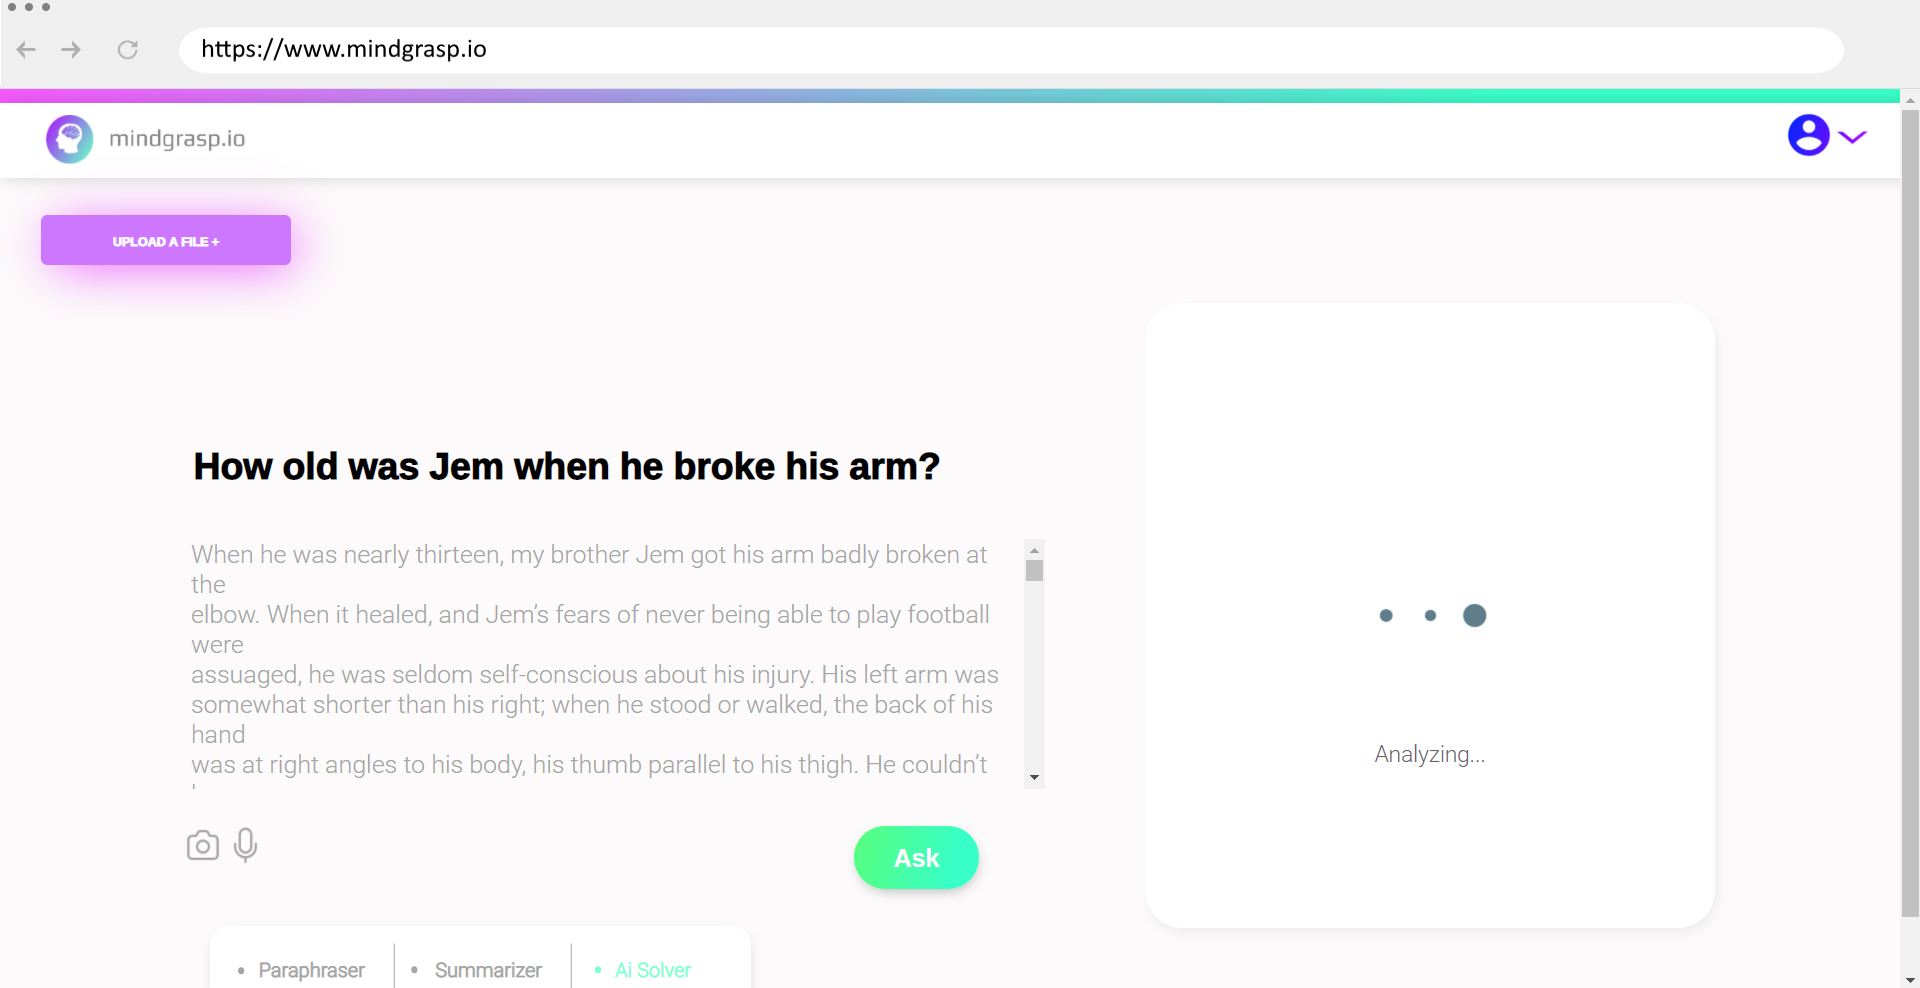 https://www.mindgrasp.io
mindgrasp.io
UPLOAD A FILE +
How old was Jem when he broke his arm?
When he was nearly thirteen, my brother Jem got his arm badly broken at
the
elbow. When it healed, and Jem’s fears of never being able to play football
were
assuaged, he was seldom self-conscious about his injury. His left arm was
somewhat shorter than his right; when he stood or walked, the back of his
hand
was at right angles to his body, his thumb parallel to his thigh. He couldn’t
Analyzing...
Ask
• Paraphraser
• Summarizer
• Ai Solver